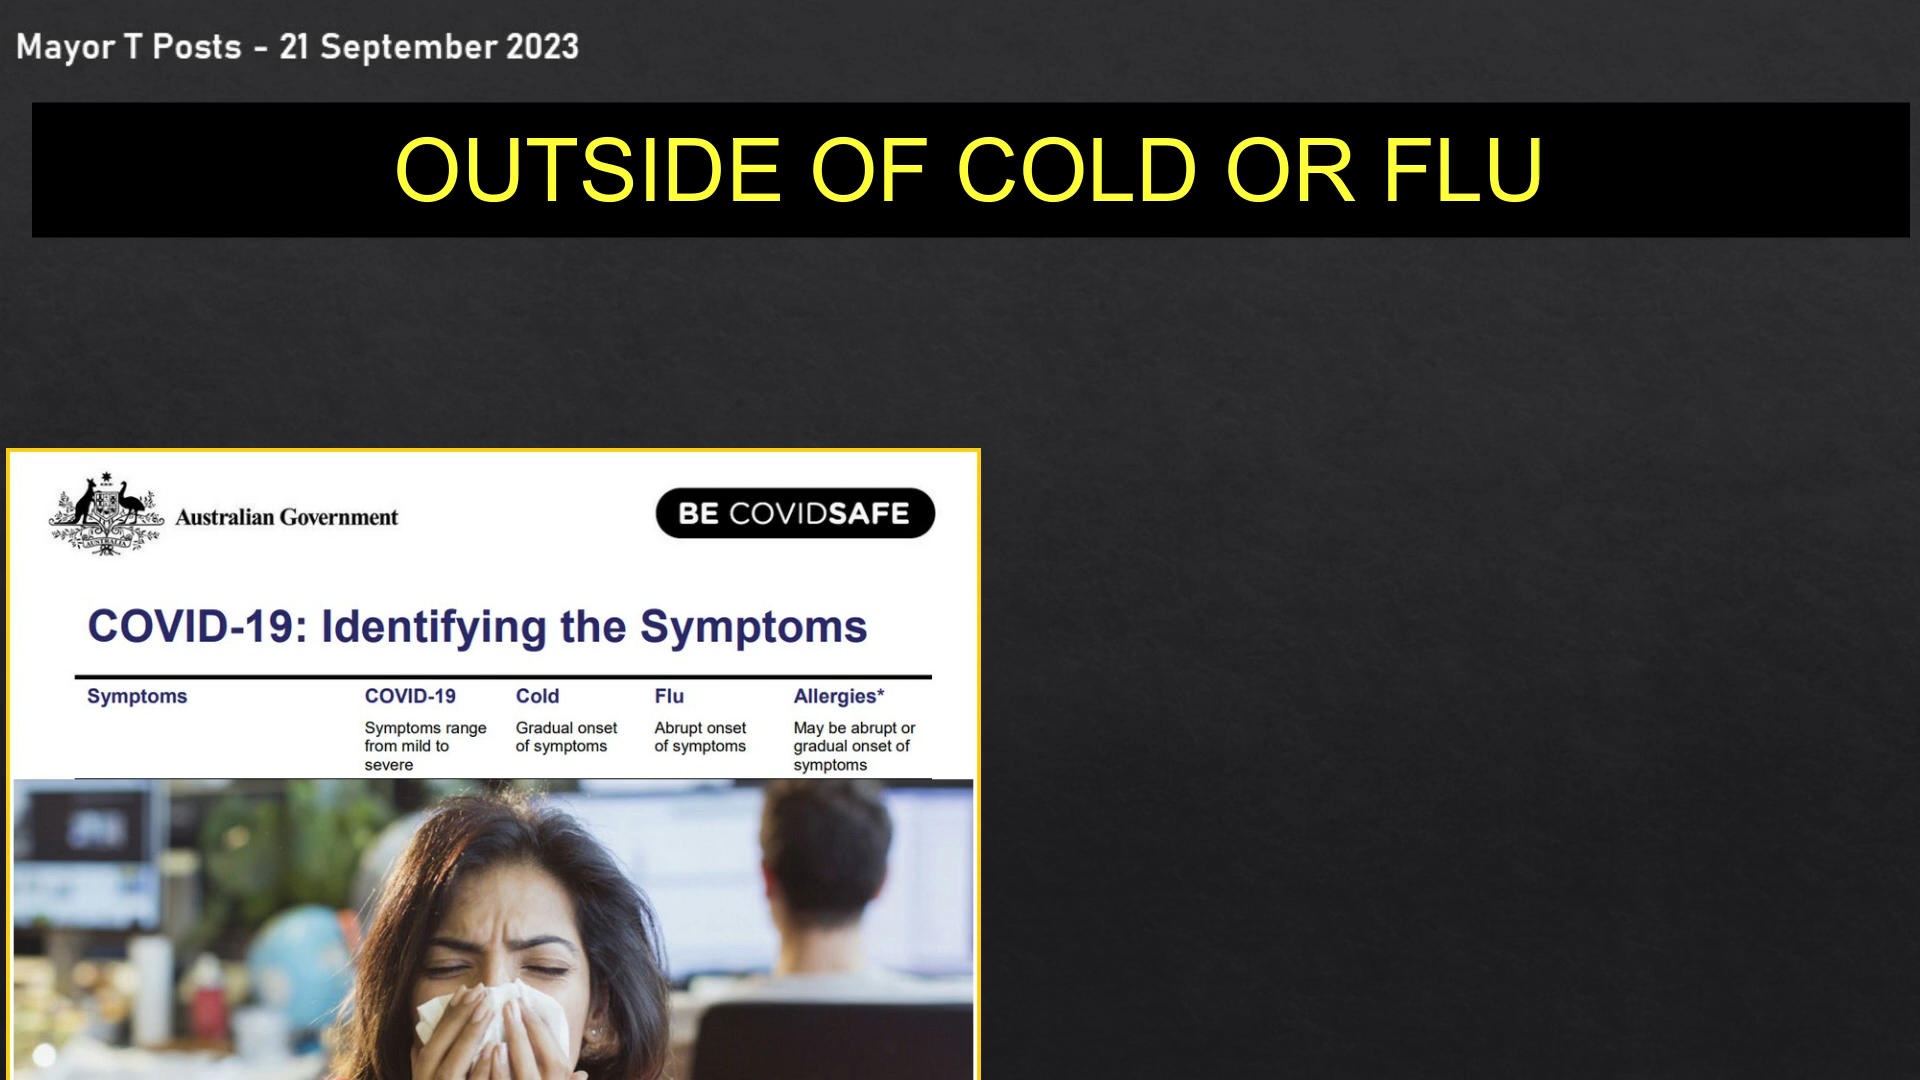 Mayor T Posts - 21 September 2023
OUTSIDE OF COLD OR FLU
Australian Government
BE COVIDSAFE
AUSTRALIA
COVID-19: Identifying the Symptoms
Symptoms COVID-19 Cold Flu Allergies*
Symptoms range Gradual onset Abrupt onset May be abrupt or
from mild to of symptoms of symptoms gradual onset of
severe symptoms